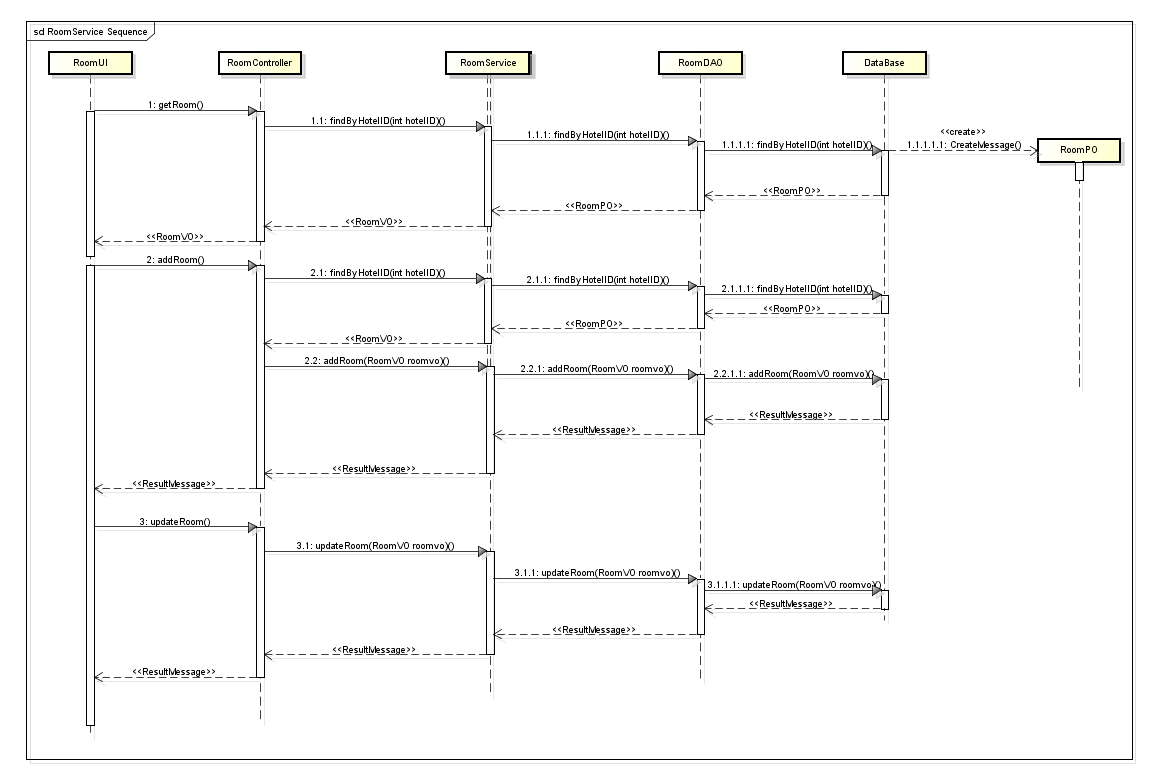 sd RoomService Sequence
RoomUI
RoomController
RoomService
RoomDAO
DataBase
1: getRoom()
1.1: findByHotelID(int hotelID)()
1.1.1: findByHotelID(int hotelID)()
1.1.1.1: findByHotelID(int hotelID)()
<<create>>
1.1.1.1.1: CreateMessage()
RoomPO
<<RoomPO>>
<<RoomPO>>
<<RoomVO>>
<<RoomVO>>
2: addRoom()
2.1: findByHotelID(int hotelID)()
2.1.1: findByHotelID(int hotelID)()
2.1.1.1: findByHotelID(int hotelID)()
<<RoomPO>>
<<RoomPO>>
<<RoomVO>>
2.2: addRoom(RoomVO roomvo)()
2.2.1: addRoom(RoomVO roomvo)()
2.2.1.1: addRoom(RoomVO roomvo)()
<<ResultMessage>>
<<ResultMessage>>
<<ResultMessage>>
<<ResultMessage>>
3: updateRoom()
3.1: updateRoom(RoomVO roomvo)()
3.1.1: updateRoom(RoomVO roomvo)()
3.1.1.1: updateRoom(RoomVO roomvo)()
<<ResultMessage>>
<<ResultMessage>>
<<ResultMessage>>
<<ResultMessage>>